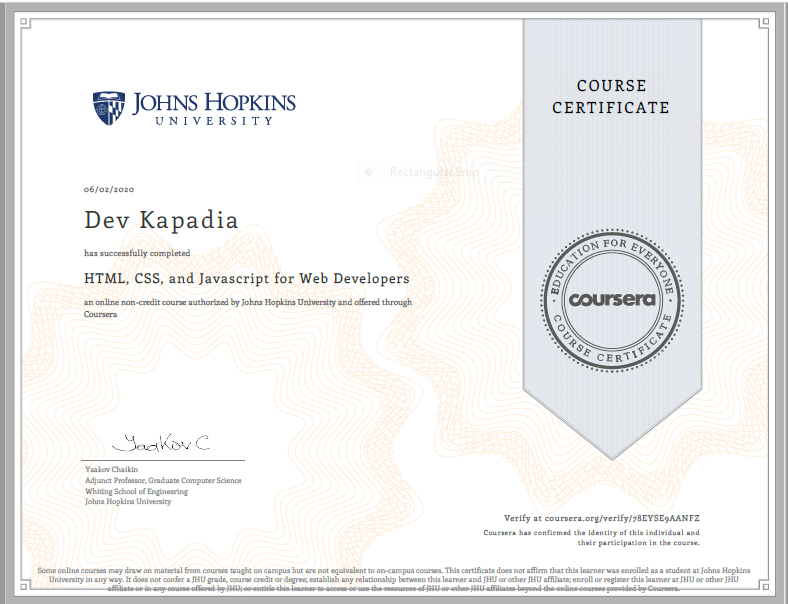 JOHNS HOPKINS
UNIVERSITY
COURSE
CERTIFICATE
Rectangular Snip
06/02/2020
Dev Kapadia
has successfully completed
HTML, CSS, and Javascript for Web Developers
an online non-credit course authorized by Johns Hopkins University and offered through
Coursera
EDUCATION FOR EVERYONE
coursera
COURSE CERTIFICATE
Yaakov C
Yaakov Chaikin
Adjunct Professor, Graduate Computer Science
Whiting School of Engineering
Johns Hopkins University
Verify at coursera.org/verify/78EYSE9AANFZ
Coursera has confirmed the identity of this individual and
their participation in the course.
Some online courses may draw on material from courses taught on campus but are not equivalent to on-campus courses. This certificate does not affirm that this learner was enrolled as a student at Johns Hopkins
University in any way. It does not confer a JHU grade, course credit or degree; establish any relationship between this learner and JHU or other JHU affiliate; enroll or register this learner at JHU or other JHU
affiliate or in any course offered by JHU; or entitle this learner to access or use the resources of JHU or other JHU affiliates beyond the online courses provided by Coursera.